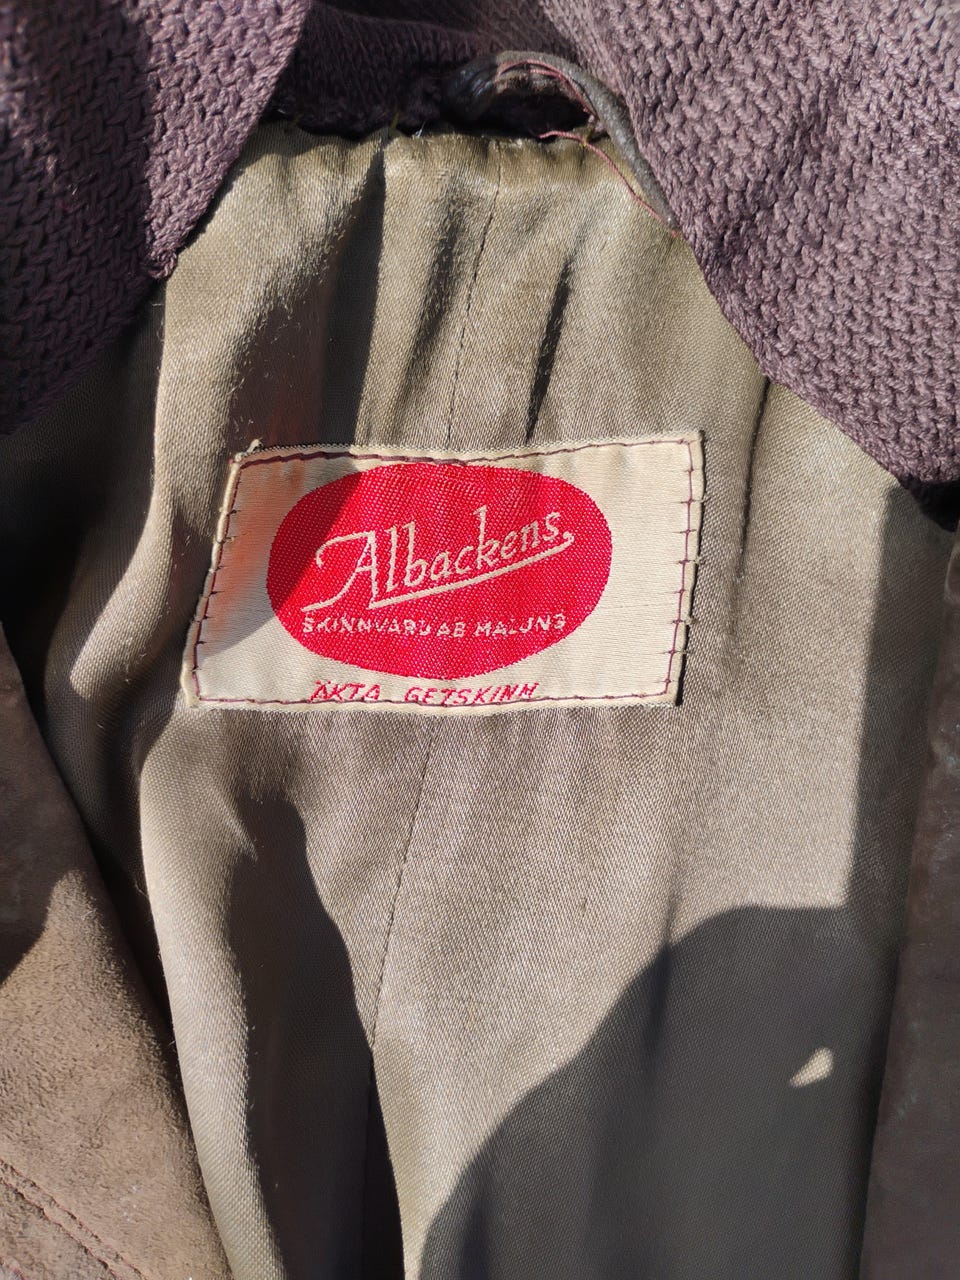 Albackens
SKINNVARU AB MALUNG
ÄKTA GETSKINN